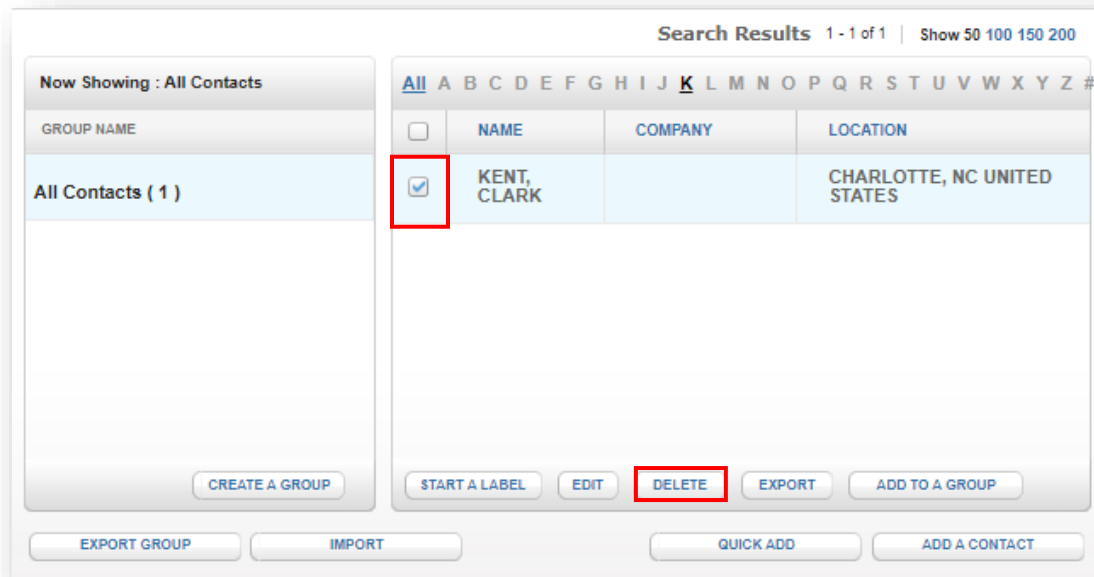 Search Results 1 - 1 of 1 | Show 50 100 150 200
Now Showing : All Contacts
GROUP NAME
All Contacts ( 1 )
CREATE A GROUP
All A B C D E F G H I J K L M N O P Q R S T U V W X Y Z #
NAME COMPANY LOCATION
KENT, CHARLOTTE, NC UNITED
CLARK STATES
START A LABEL EDIT DELETE EXPORT ADD TO A GROUP
EXPORT GROUP IMPORT QUICK ADD ADD A CONTACT